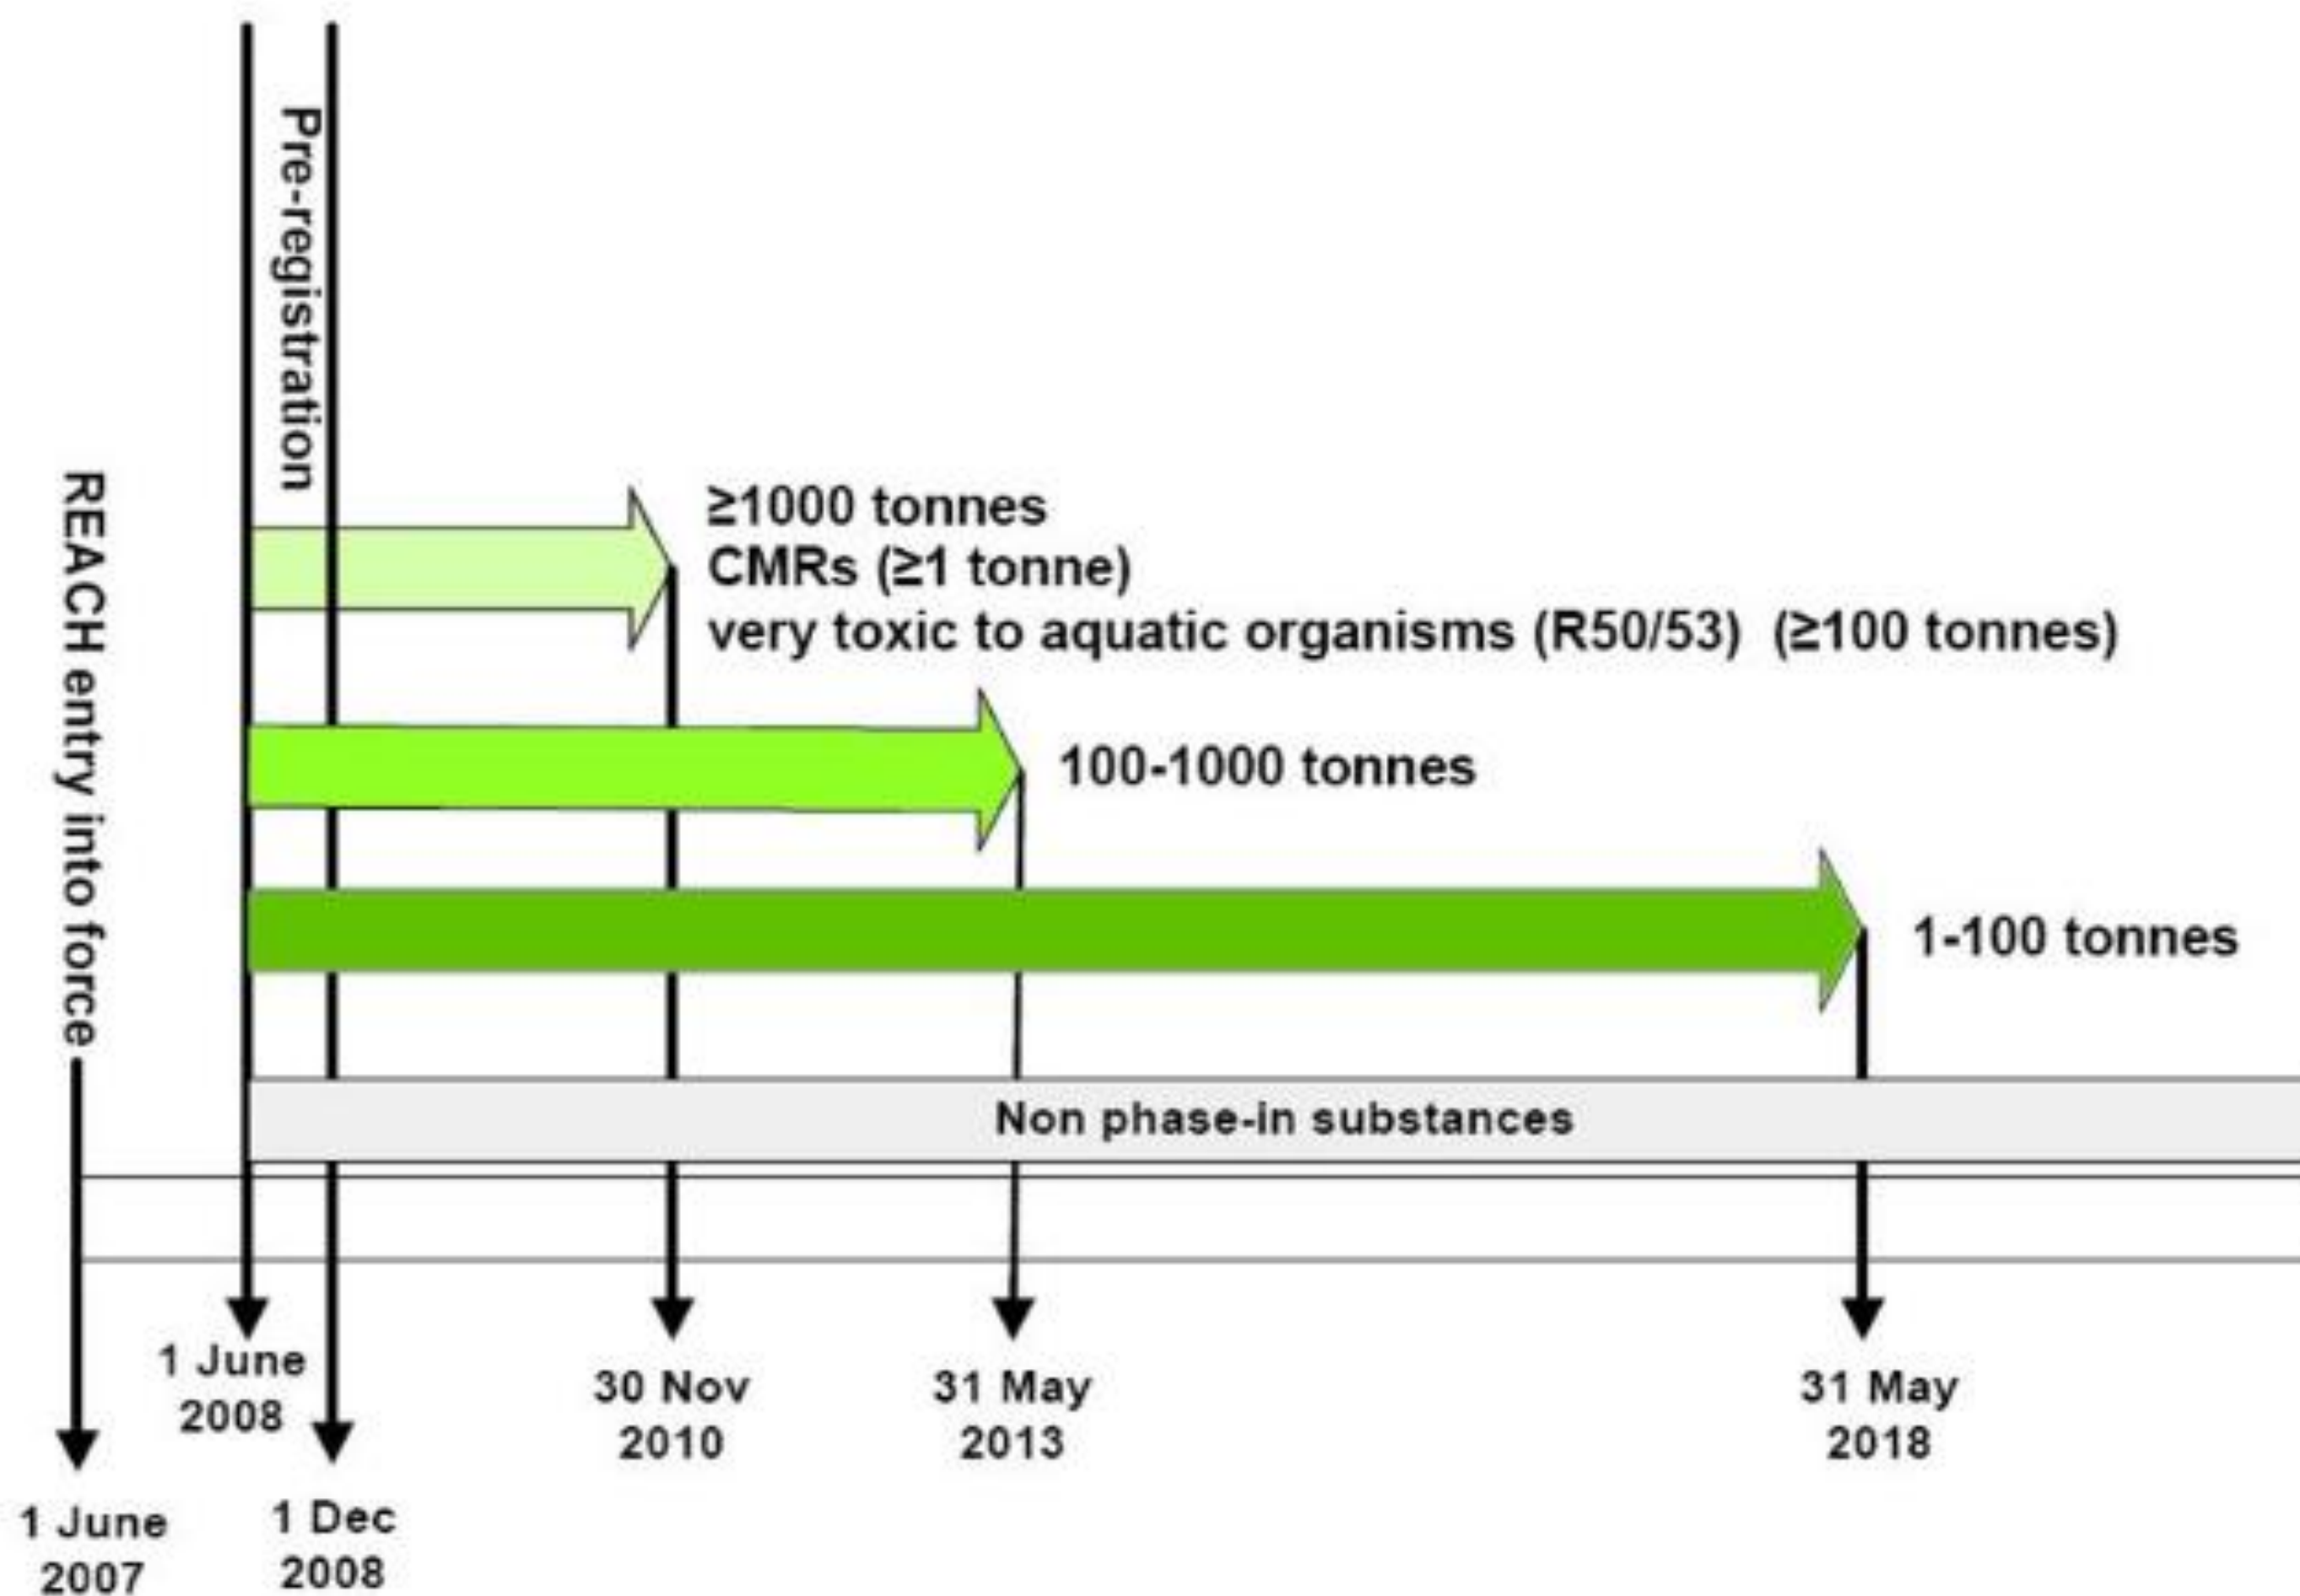 Pre-registration
REACH entry into force
≥1000 tonnes
CMRs (≥1 tonne)
very toxic to aquatic organisms (R50/53) (≥100 tonnes)
100-1000 tonnes
1-100 tonnes
Non phase-in substances
1 June
2008
30 Nov
2010
31 May
2013
31 May
2018
1 June
2007
1 Dec
2008